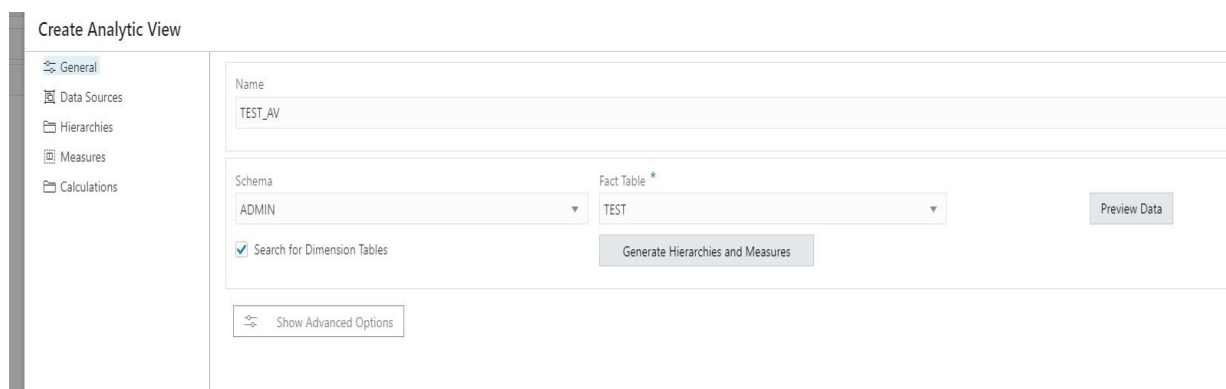 Create Analytic View
General
Data Sources
Hierarchies
Measures
Calculations
Name
TEST_AV
Schema
Fact Table *
ADMIN
TEST
Preview Data
Search for Dimension Tables
Generate Hierarchies and Measures
Show Advanced Options